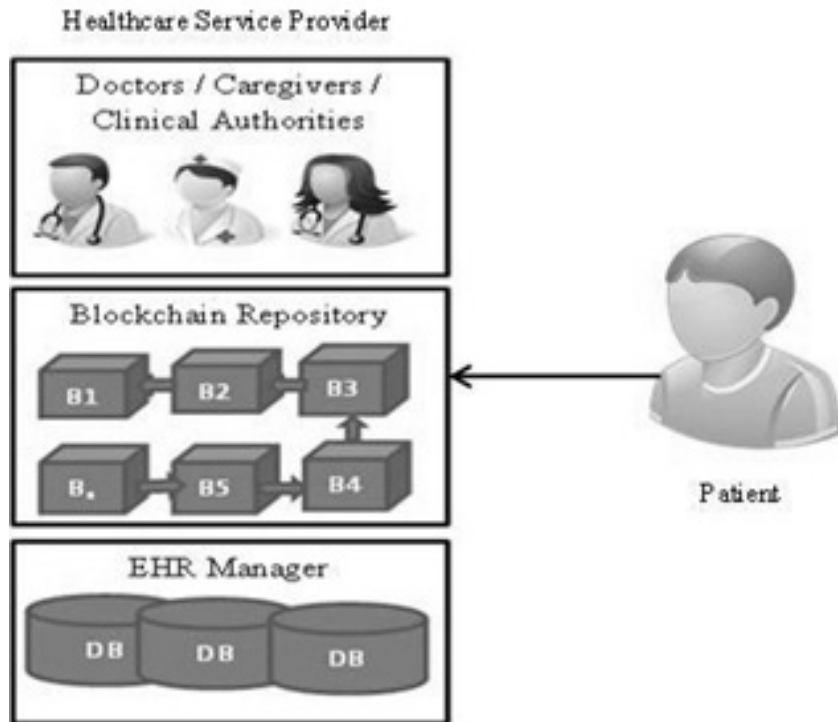 Healthcare Service Provider
Doctors / Caregivers /
Clinical Authorities
Blockchain Repository
B1 B2 B3
B. B5 B4
Patient
EHR Manager
DB DB DB